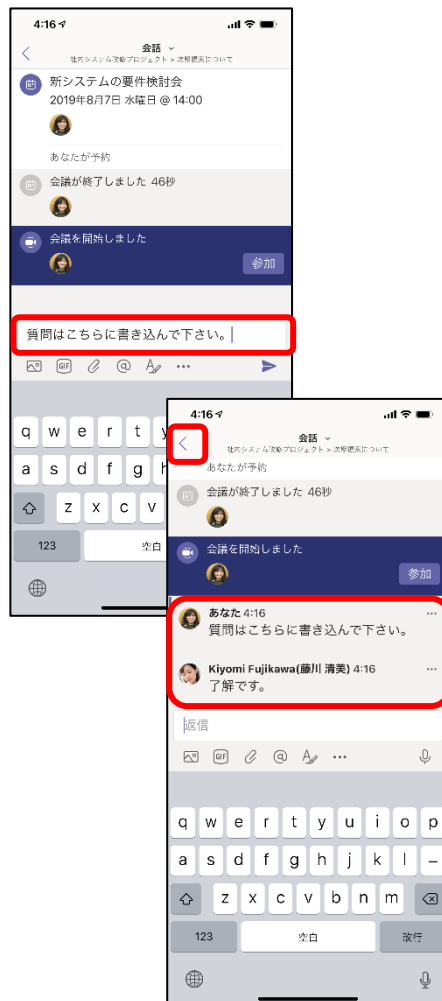 4:16
会話
社内システム改修プロジェクト > 次期提案について
新システムの要件検討会
2019年8月7日 水曜日 @ 14:00
あなたが予約
会議が終了しました 46秒
会議を開始しました
参加
質問はこちらに書き込んで下さい。
GIF
q w e r t y
a s d f g h
z x c v
123
空白
4:16
会話
社内システム改修プロジェクト > 次期提案について
あなたが予約
会議が終了しました 46秒
会議を開始しました
参加
あなた 4:16
質問はこちらに書き込んで下さい。
Kiyomi Fujikawa(藤川 清美) 4:16
了解です。
返信
GIF
q w e r t y u i o p
a s d f g h j k l ー
z x c v b n m
123 空白 改行